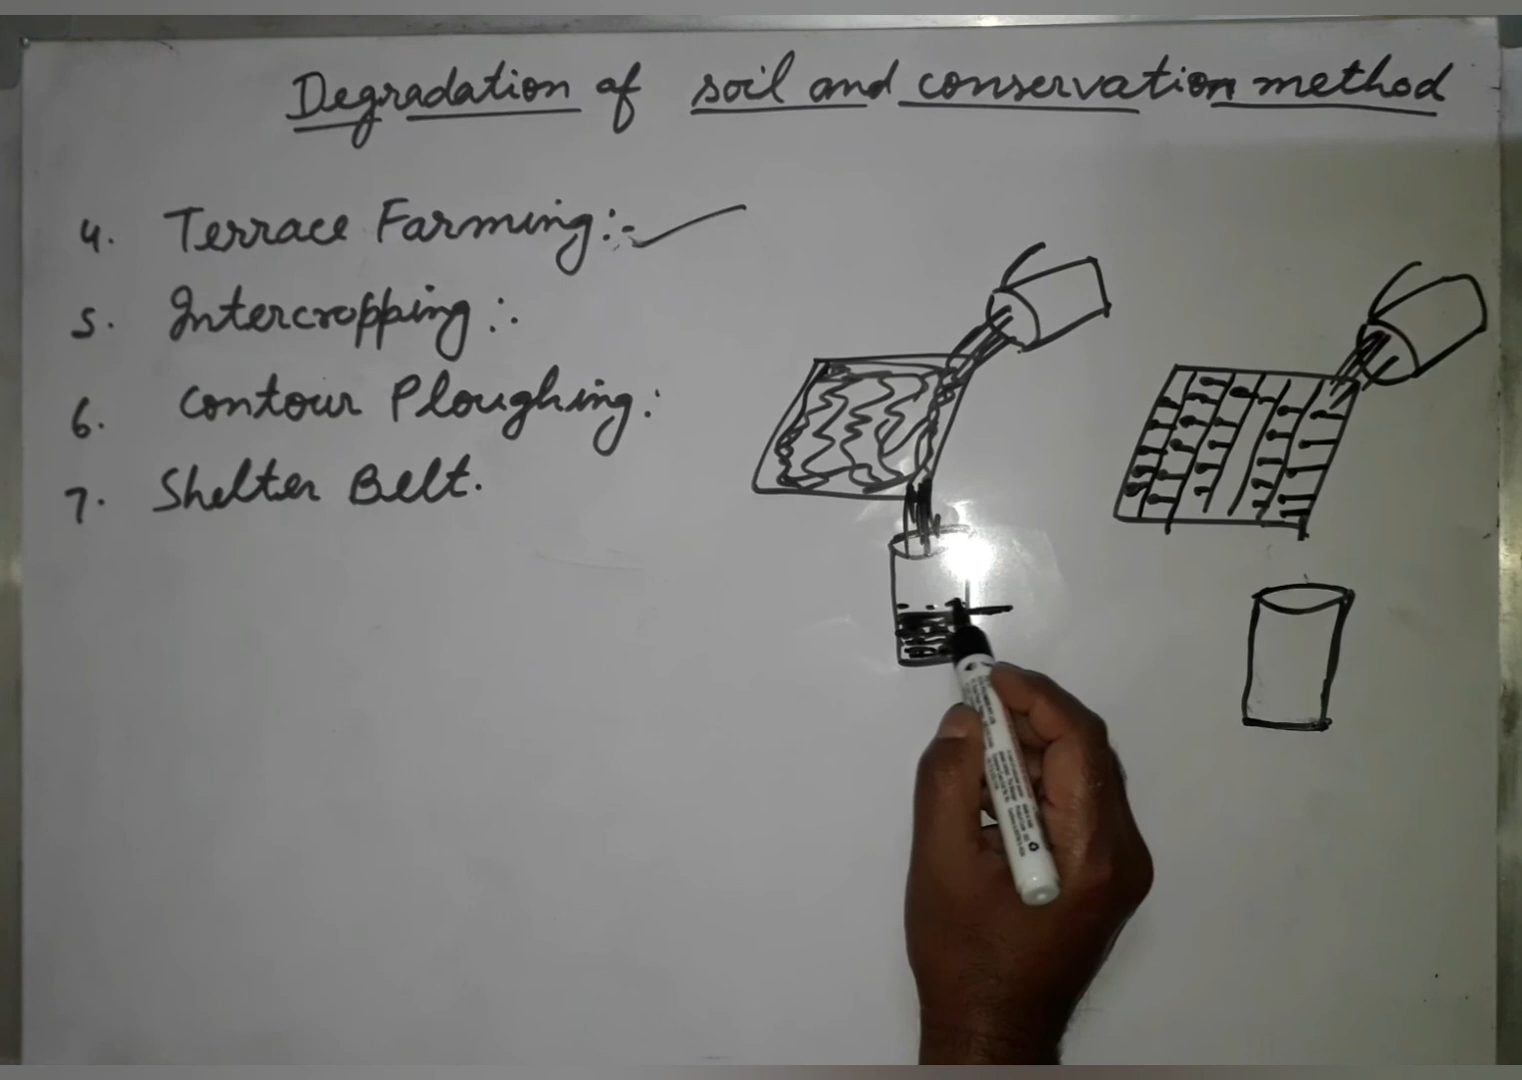 Degradation of soil and conservation method
4. Terrace Farming:-
5. Intercropping :.
6. Contour Ploughing :
7. Shelter Belt.